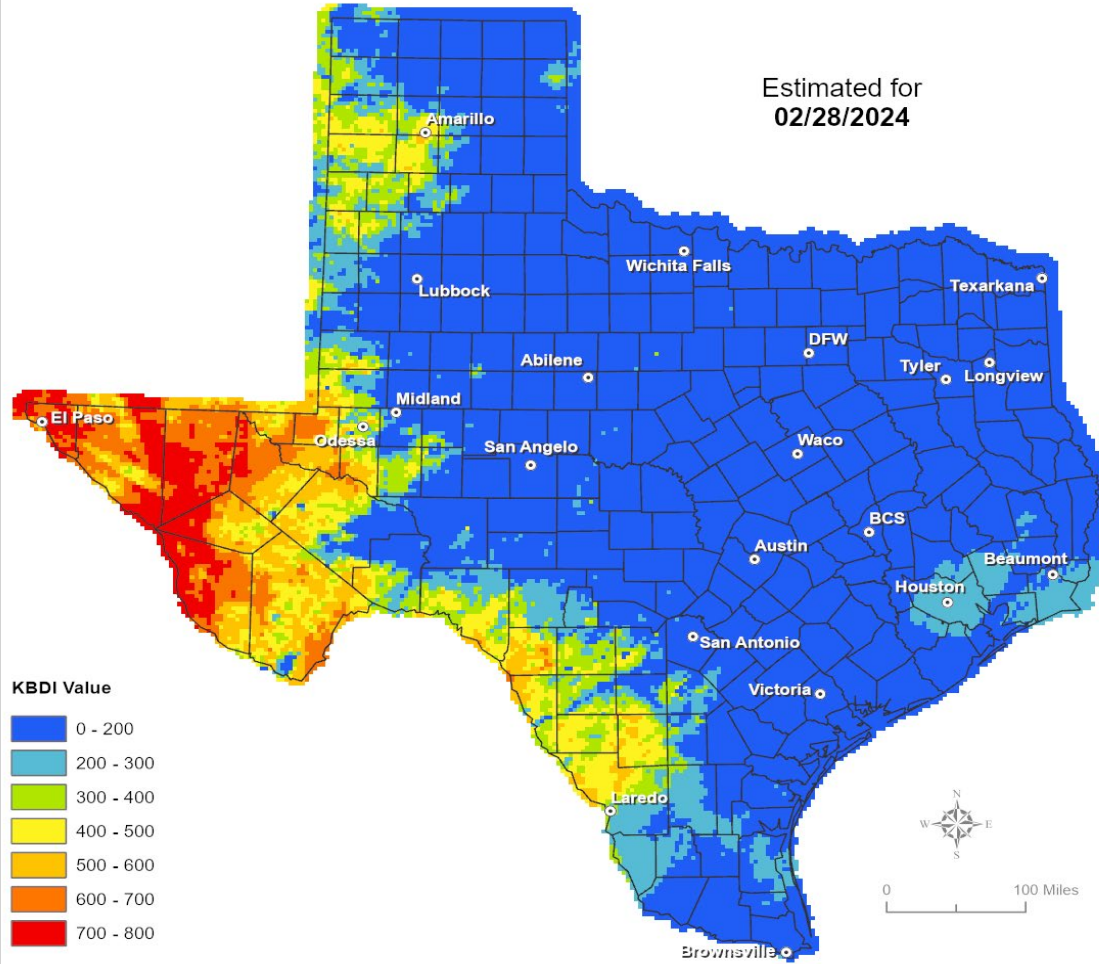 Estimated for
02/28/2024
Amarillo
Wichita Falls
Lubbock
Texarkana
DFW
Abilene
Tyler
Longview
Midland
El Paso
Odessa
San Angelo
Waco
BCS
Austin
Beaumont
Houston
San Antonio
Victoria
Laredo
Brownsville
KBDI Value
0 - 200
200 - 300
300 - 400
400 - 500
500 - 600
600 - 700
700 - 800
N
W E
S
0 100 Miles